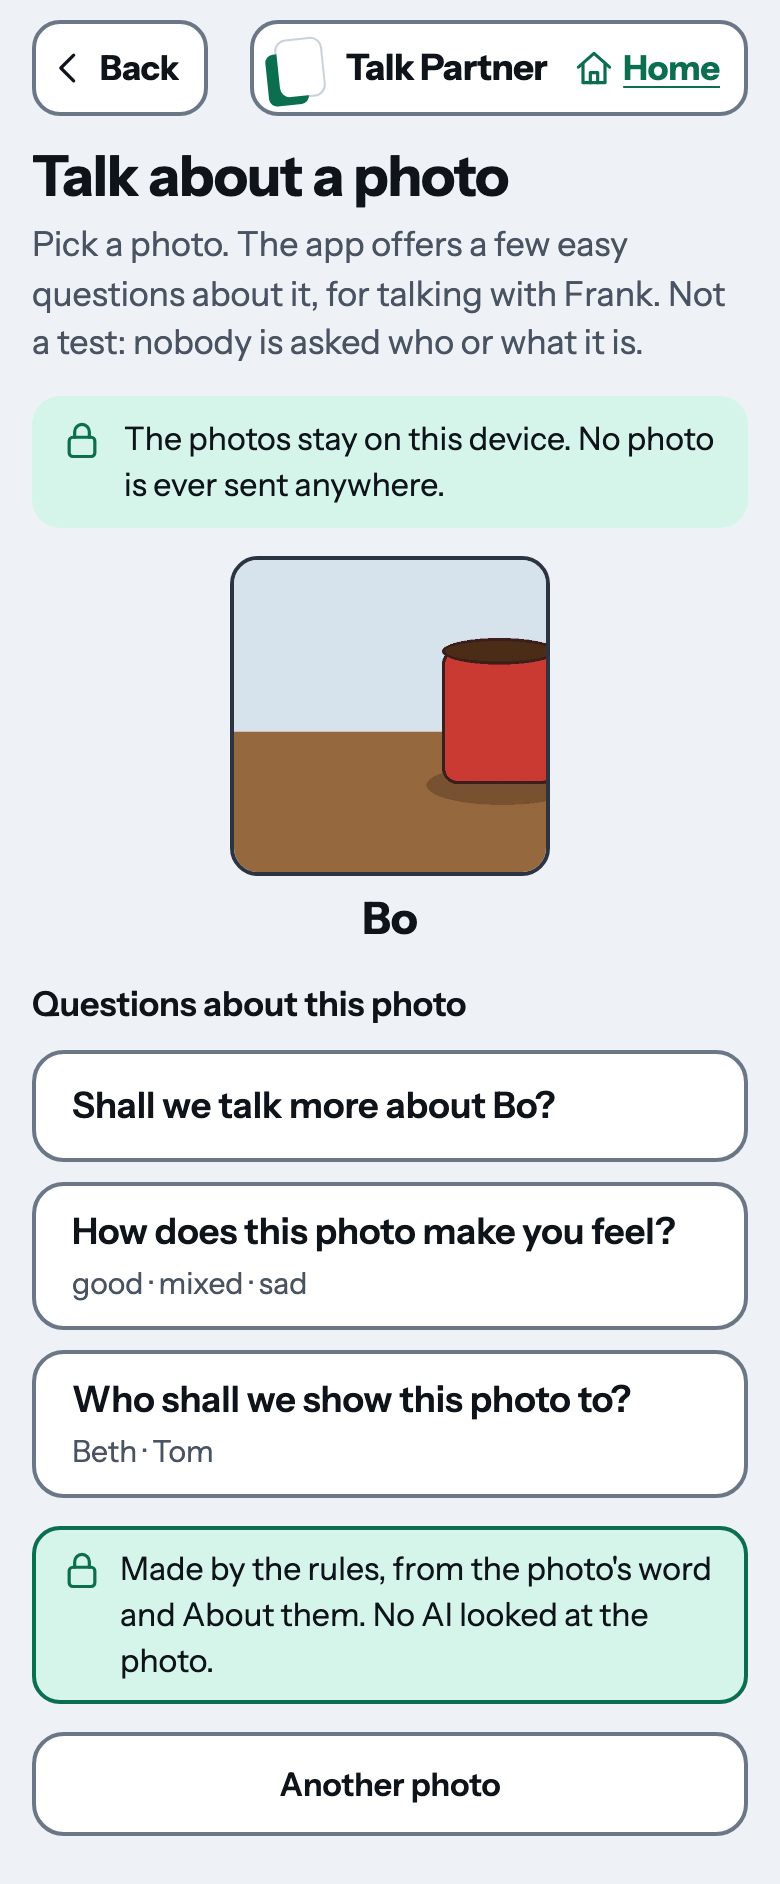 Back
Talk Partner
Home
Talk about a photo
Pick a photo. The app offers a few easy
questions about it, for talking with Frank. Not
a test: nobody is asked who or what it is.
The photos stay on this device. No photo
is ever sent anywhere.
Bo
Questions about this photo
Shall we talk more about Bo?
How does this photo make you feel?
good · mixed · sad
Who shall we show this photo to?
Beth · Tom
Made by the rules, from the photo's word
and About them. No AI looked at the
photo.
Another photo